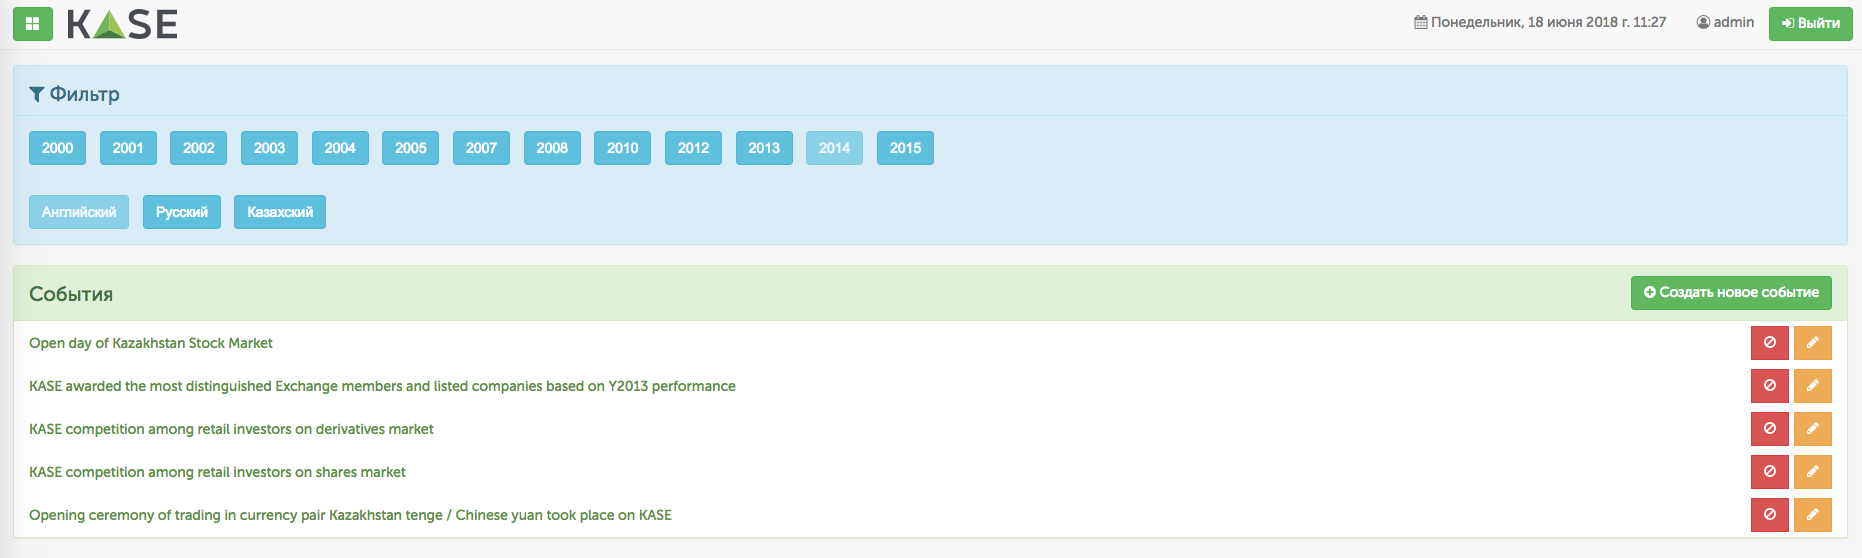 KASE
Понедельник, 18 июня 2018 г. 11:27
admin
Выйти
Фильтр
2000 2001 2002 2003 2004 2005 2007 2008 2010 2012 2013 2014 2015
Английский Русский Казахский
События
Создать новое событие
Open day of Kazakhstan Stock Market
KASE awarded the most distinguished Exchange members and listed companies based on Y2013 performance
KASE competition among retail investors on derivatives market
KASE competition among retail investors on shares market
Opening ceremony of trading in currency pair Kazakhstan tenge / Chinese yuan took place on KASE